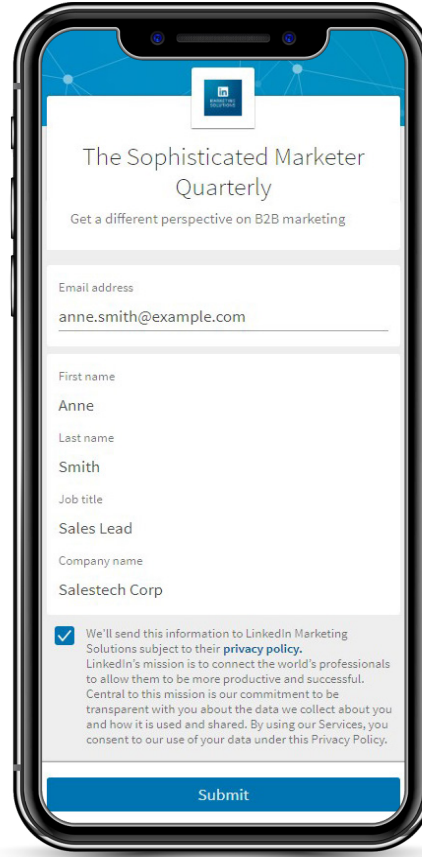 in
MARKETING
SOLUTIONS
The Sophisticated Marketer
Quarterly
Get a different perspective on B2B marketing
Email address
anne.smith@example.com
First name
Anne
Last name
Smith
Job title
Sales Lead
Company name
Salestech Corp
We'll send this information to LinkedIn Marketing
Solutions subject to their privacy policy.
LinkedIn's mission is to connect the world's professionals
to allow them to be more productive and successful.
Central to this mission is our commitment to be
transparent with you about the data we collect about you
and how it is used and shared. By using our Services, you
consent to our use of your data under this Privacy Policy.
Submit